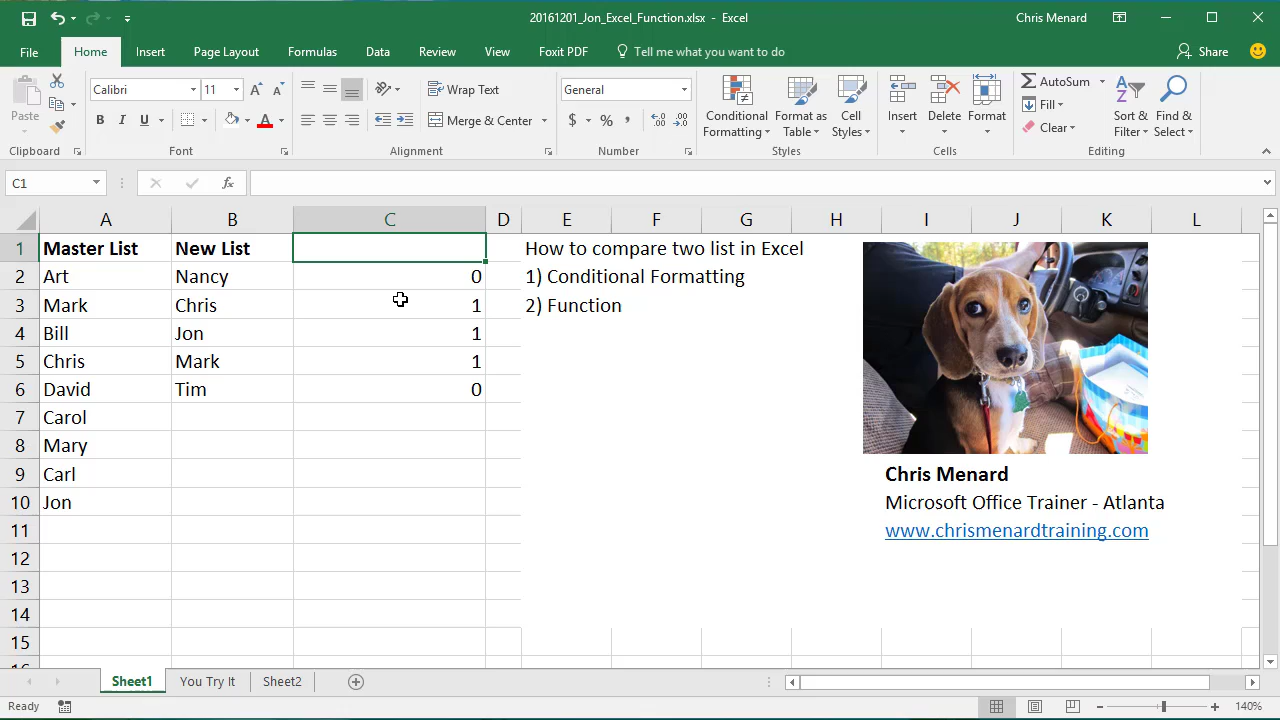 20161201_Jon_Excel_Function.xlsx - Excel
Chris Menard
File Home Insert Page Layout Formulas Data Review View Foxit PDF Tell me what you want to do Share
Paste
Clipboard
Calibri 11
B I U
Font
Wrap Text
Merge & Center
Alignment
General
$ % ,
Number
Conditional Formatting
Format as Table
Cell Styles
Styles
Insert Delete Format
Cells
AutoSum
Fill
Clear
Sort & Filter
Find & Select
Editing
C1 fx
A B C D E F G H I J K L
1 Master List New List How to compare two list in Excel
2 Art Nancy 0 1) Conditional Formatting
3 Mark Chris 1 2) Function
4 Bill Jon 1
5 Chris Mark 1
6 David Tim 0
7 Carol
8 Mary
9 Carl Chris Menard
10 Jon Microsoft Office Trainer - Atlanta
11 www.chrismenardtraining.com
12
13
14
15
16
Sheet1 You Try It Sheet2
Ready 140%